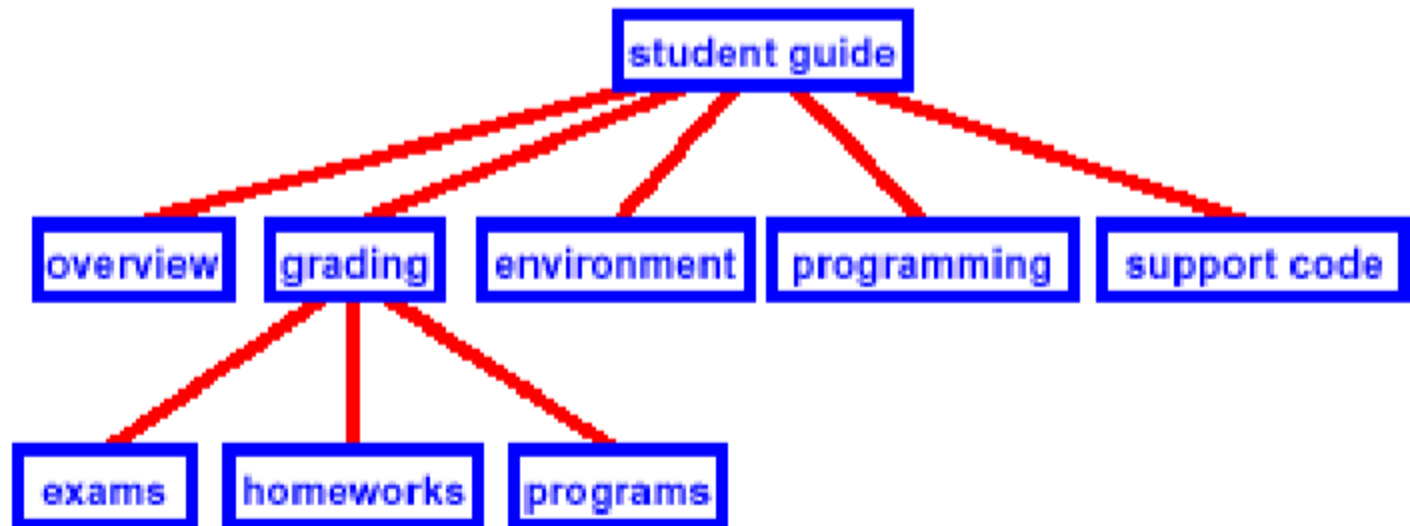 student guide
overview
grading
environment
programming
support code
exams
homeworks
programs